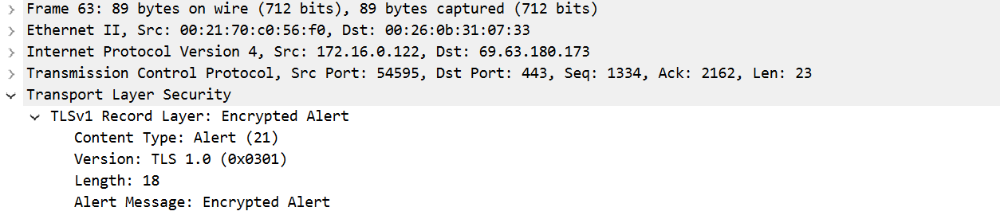 Frame 63: 89 bytes on wire (712 bits), 89 bytes captured (712 bits)
Ethernet II, Src: 00:21:70:c0:56:f0, Dst: 00:26:0b:31:07:33
Internet Protocol Version 4, Src: 172.16.0.122, Dst: 69.63.180.173
Transmission Control Protocol, Src Port: 54595, Dst Port: 443, Seq: 1334, Ack: 2162, Len: 23
Transport Layer Security
TLSv1 Record Layer: Encrypted Alert
Content Type: Alert (21)
Version: TLS 1.0 (0x0301)
Length: 18
Alert Message: Encrypted Alert